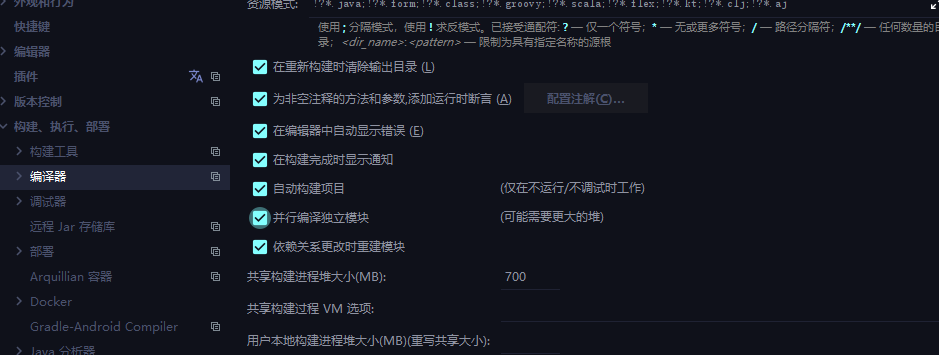 外观和行为
快捷键
编辑器
插件
版本控制
构建、执行、部署
构建工具
编译器
调试器
远程 Jar 存储库
部署
Arquillian 容器
Docker
Gradle-Android Compiler
Java 分析器
资源模式: !?*.java;!?*.form;!?*.class;!?*.groovy;!?*.scala;!?*.flex;!?*.kt;!?*.clj;!?*.aj
使用 ; 分隔模式，使用 ! 求反模式。已接受通配符: ? — 仅一个符号; * — 无或更多符号; / — 路径分隔符; /**/ — 任何数量的目
录; <dir_name>:<pattern> — 限制为具有指定名称的源根
在重新构建时清除输出目录 (L)
为非空注释的方法和参数,添加运行时断言 (A) 配置注解(C)...
在编辑器中自动显示错误 (E)
在构建完成时显示通知
自动构建项目 (仅在不运行/不调试时工作)
并行编译独立模块 (可能需要更大的堆)
依赖关系更改时重建模块
共享构建进程堆大小(MB): 700
共享构建过程 VM 选项:
用户本地构建进程堆大小(MB)(重写共享大小):